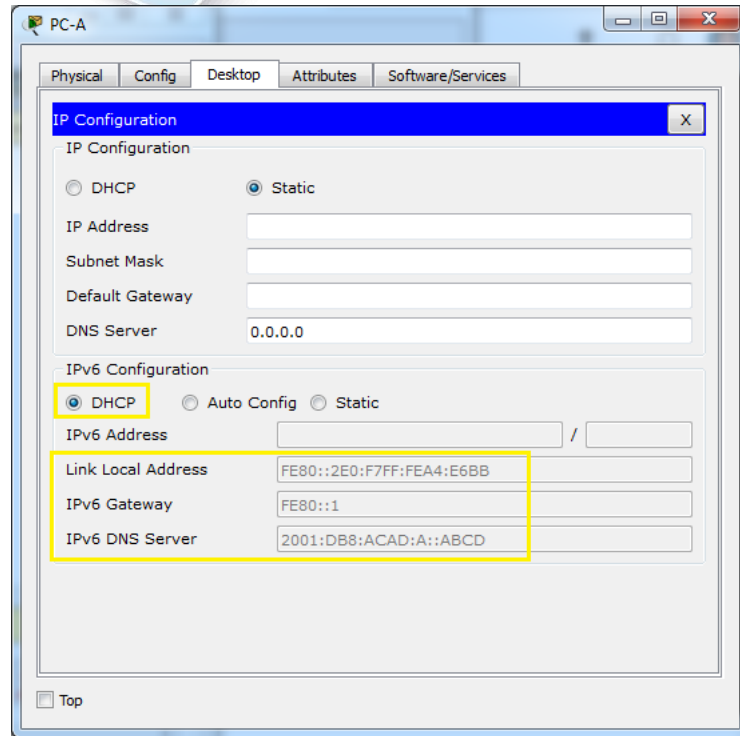 PC-A
X
Physical Config Desktop Attributes Software/Services
IP Configuration X
IP Configuration
DHCP Static
IP Address
Subnet Mask
Default Gateway
DNS Server 0.0.0.0
IPv6 Configuration
DHCP Auto Config Static
IPv6 Address /
Link Local Address FE80::2E0:F7FF:FEA4:E6BB
IPv6 Gateway FE80::1
IPv6 DNS Server 2001:DB8:ACAD:A::ABCD
Top